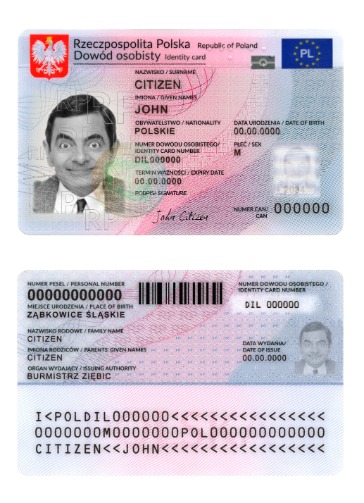 Rzeczpospolita Polska Republic of Poland
Dowód osobisty Identity card
PL
NAZWISKO / SURNAME
CITIZEN
IMIONA / GIVEN NAMES
JOHN
OBYWATELSTWO / NATIONALITY
POLSKIE
DATA URODZENIA / DATE OF BIRTH
00.00.0000
NUMER DOWODU OSOBISTEGO /
IDENTITY CARD NUMBER
DIL000000
PŁEĆ / SEX
M
TERMIN WAŻNOŚCI / EXPIRY DATE
00.00.0000
PODPIS / SIGNATURE
John Citizen
NUMER CAN /
CAN
000000
NUMER PESEL / PERSONAL NUMBER
00000000000
MIEJSCE URODZENIA / PLACE OF BIRTH
ZĄBKOWICE ŚLĄSKIE
NUMER DOWODU OSOBISTEGO /
IDENTITY CARD NUMBER
DIL 000000
NAZWISKO RODOWE / FAMILY NAME
CITIZEN
IMIONA RODZICÓW / PARENTS' GIVEN NAMES
CITIZEN
ORGAN WYDAJĄCY / ISSUING AUTHORITY
BURMISTRZ ZIĘBIC
DATA WYDANIA/
DATE OF ISSUE
00.00.0000
I<POLDIL000000<<<<<<<<<<<<<<<<
0000000M0000000POL000000000000
CITIZEN<<JOHN<<<<<<<<<<<<<<<<<